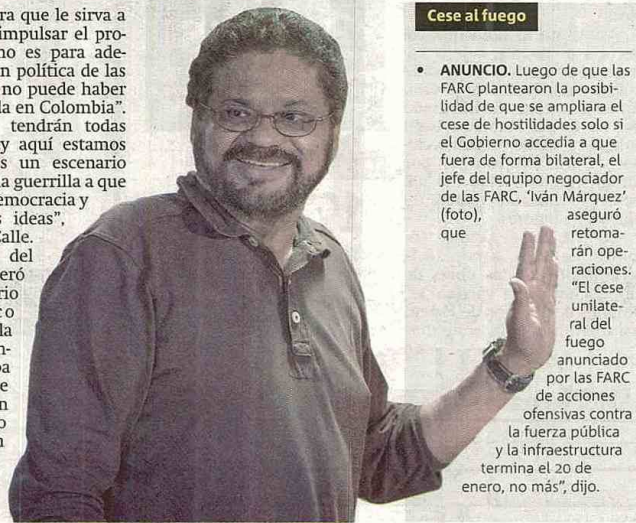 ra que le sirva a
impulsar el pro-
no es para ade-
n política de las
no puede haber
la en Colombia”.
tendrán todas
y aquí estamos
s un escenario
la guerrilla a que
emocracia y
s ideas”,
Calle.
del
eró
rio
o
la
n-
pa
e
n
o
n
Cese al fuego
• ANUNCIO. Luego de que las
FARC plantearon la posibi-
lidad de que se ampliara el
cese de hostilidades solo si
el Gobierno accedía a que
fuera de forma bilateral, el
jefe del equipo negociador
de las FARC, ‘Iván Márquez’
(foto), aseguró
que retoma-
rán ope-
raciones.
“El cese
unilate-
ral del
fuego
anunciado
por las FARC
de acciones
ofensivas contra
la fuerza pública
y la infraestructura
termina el 20 de
enero, no más”, dijo.